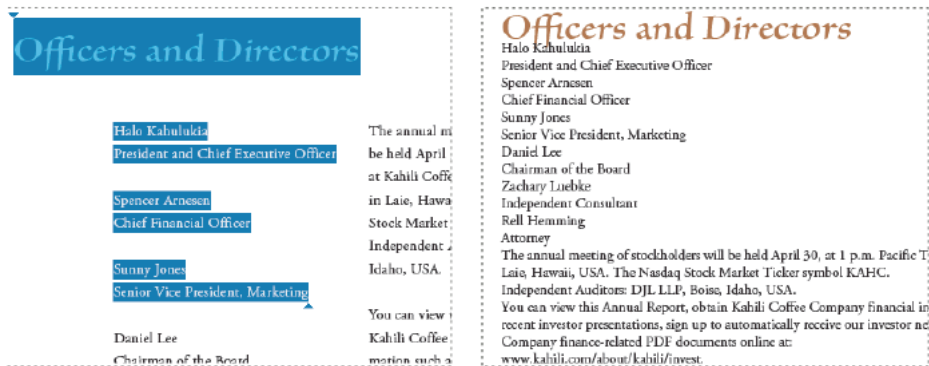 Officers and Directors
Halo Kahulukia
President and Chief Executive Officer
Spencer Arnesen
Chief Financial Officer
Sunny Jones
Senior Vice President, Marketing
Daniel Lee
Chairman of the Board
The annual m
be held April
at Kahili Coffe
in Laie, Hawa
Stock Market
Independent
Idaho, USA.
You can view
Kahili Coffee
mation such a
Officers and Directors
Halo Kahulukia
President and Chief Executive Officer
Spencer Arnesen
Chief Financial Officer
Sunny Jones
Senior Vice President, Marketing
Daniel Lee
Chairman of the Board
Zachary Luebke
Independent Consultant
Rell Hemming
Attorney
The annual meeting of stockholders will be held April 30, at 1 p.m. Pacific T
Laie, Hawaii, USA. The Nasdaq Stock Market Ticker symbol KAHC.
Independent Auditors: DJL LLP, Boise, Idaho, USA.
You can view this Annual Report, obtain Kahili Coffee Company financial in
recent investor presentations, sign up to automatically receive our investor ne
Company finance-related PDF documents online at:
www.kahili.com/about/kahili/invest.